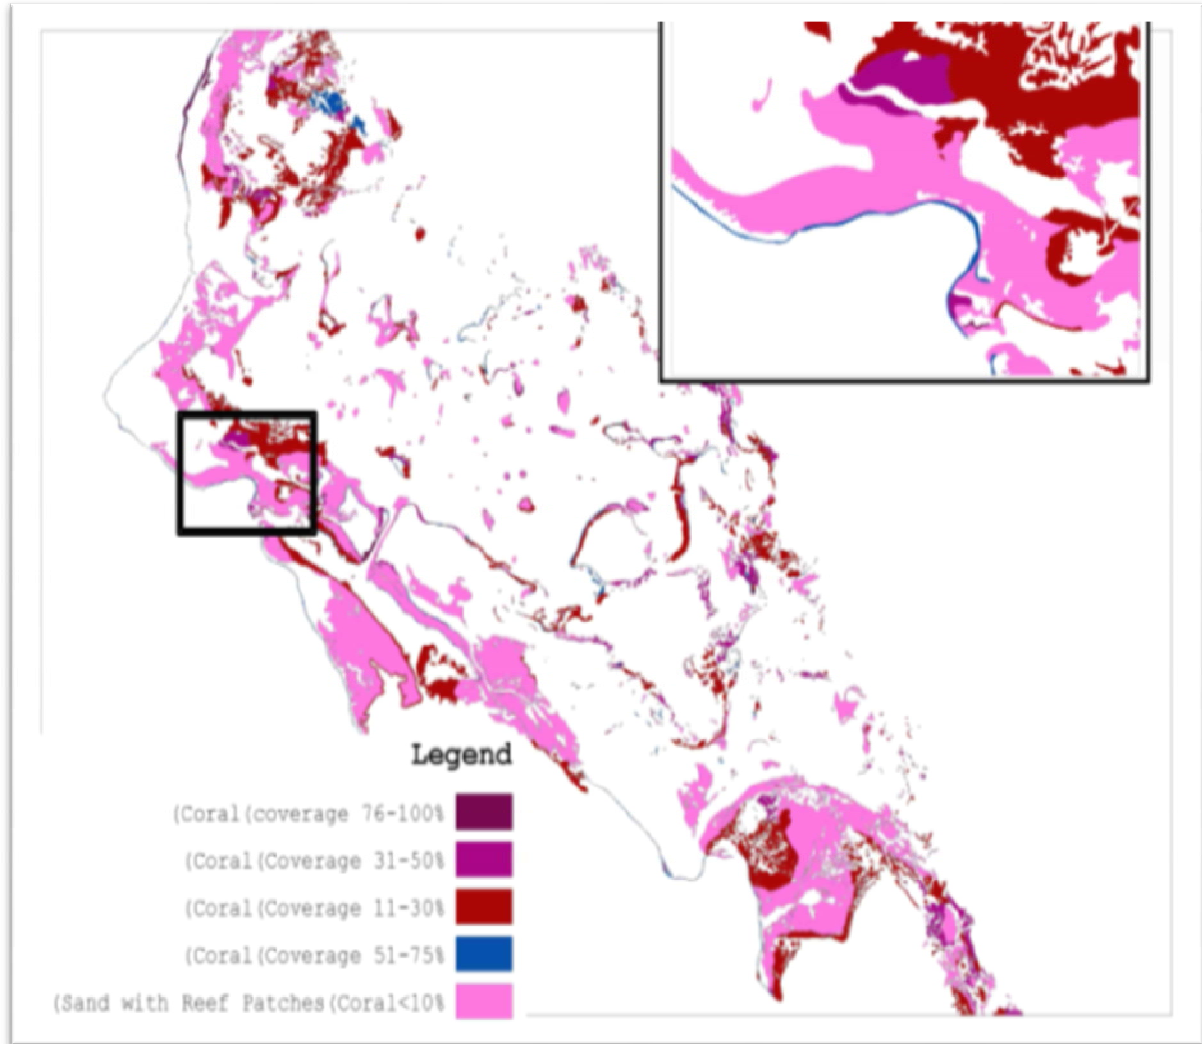 Legend
(Coral(coverage 76-100%
(Coral(Coverage 31-50%
(Coral(Coverage 11-30%
(Coral(Coverage 51-75%
(Sand with Reef Patches(Coral<10%